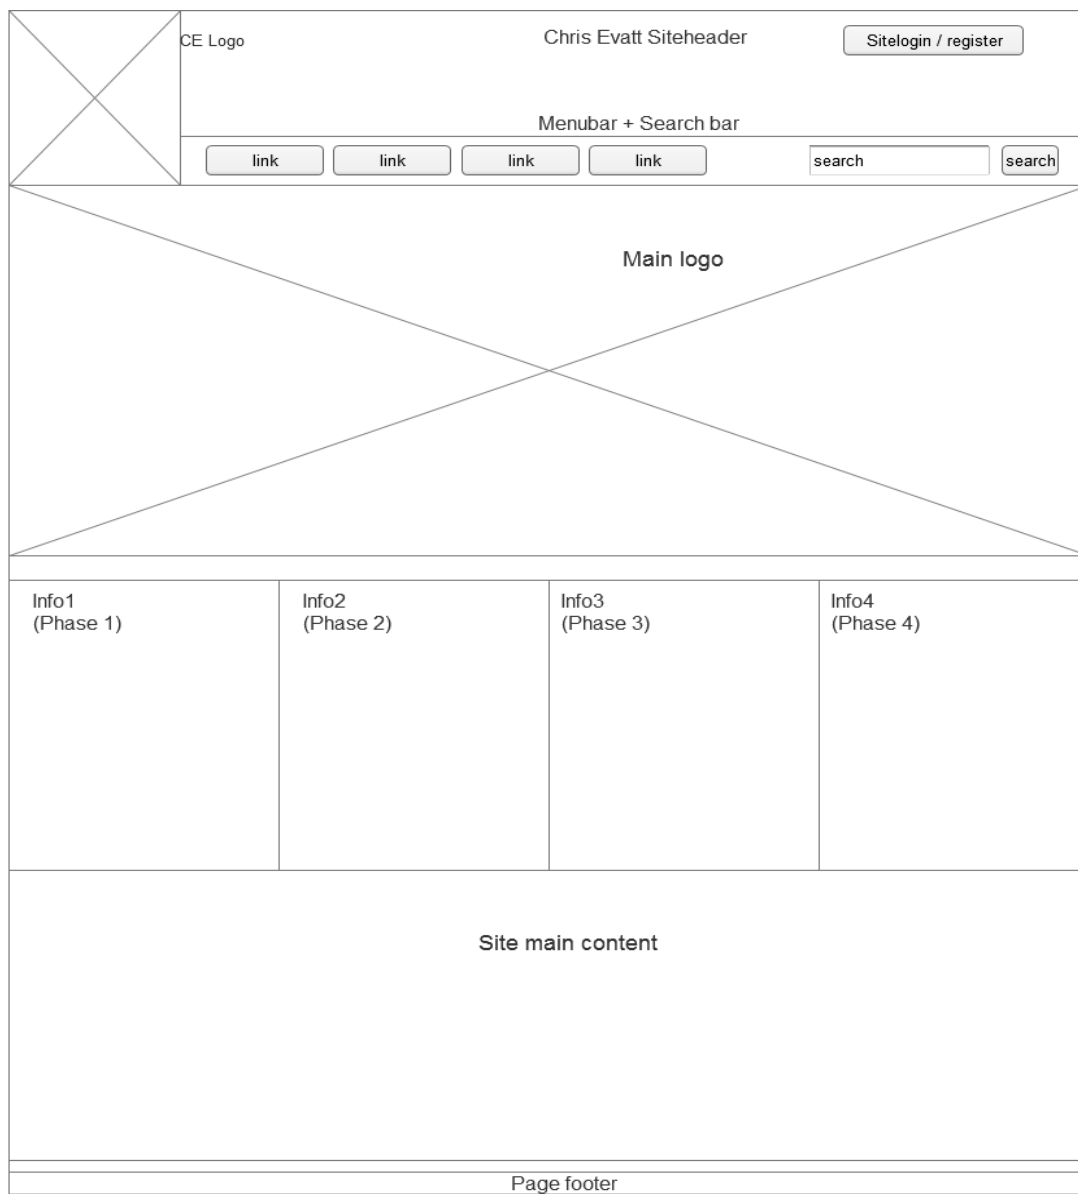 CE Logo
Chris Evatt Siteheader
Sitelogin / register
Menubar + Search bar
link
link
link
link
search
search
Main logo
Info1
(Phase 1)
Info2
(Phase 2)
Info3
(Phase 3)
Info4
(Phase 4)
Site main content
Page footer